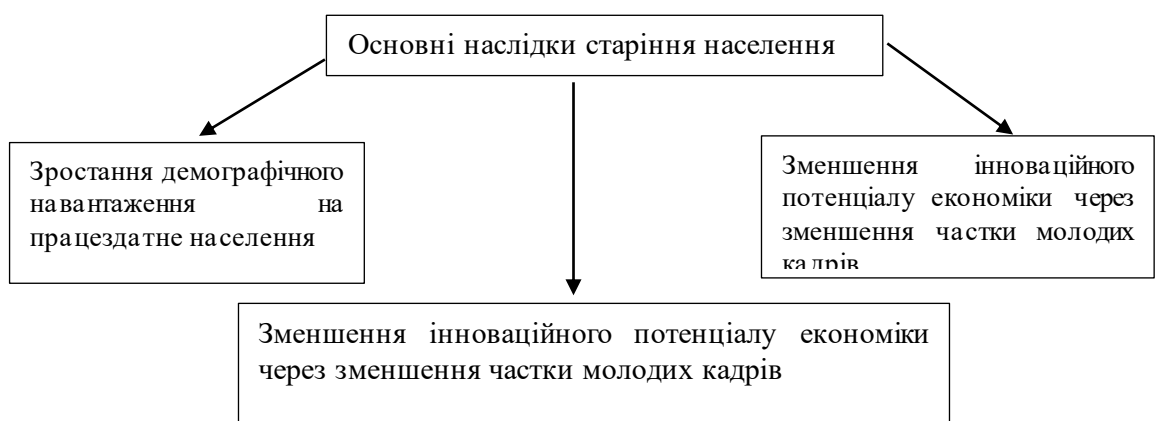 Основні наслідки старіння населення
Зростання демографічного
навантаження на
працездатне населення
Зменшення інноваційного
потенціалу економіки через
зменшення частки молодих
кадрів
Зменшення інноваційного потенціалу економіки
через зменшення частки молодих кадрів